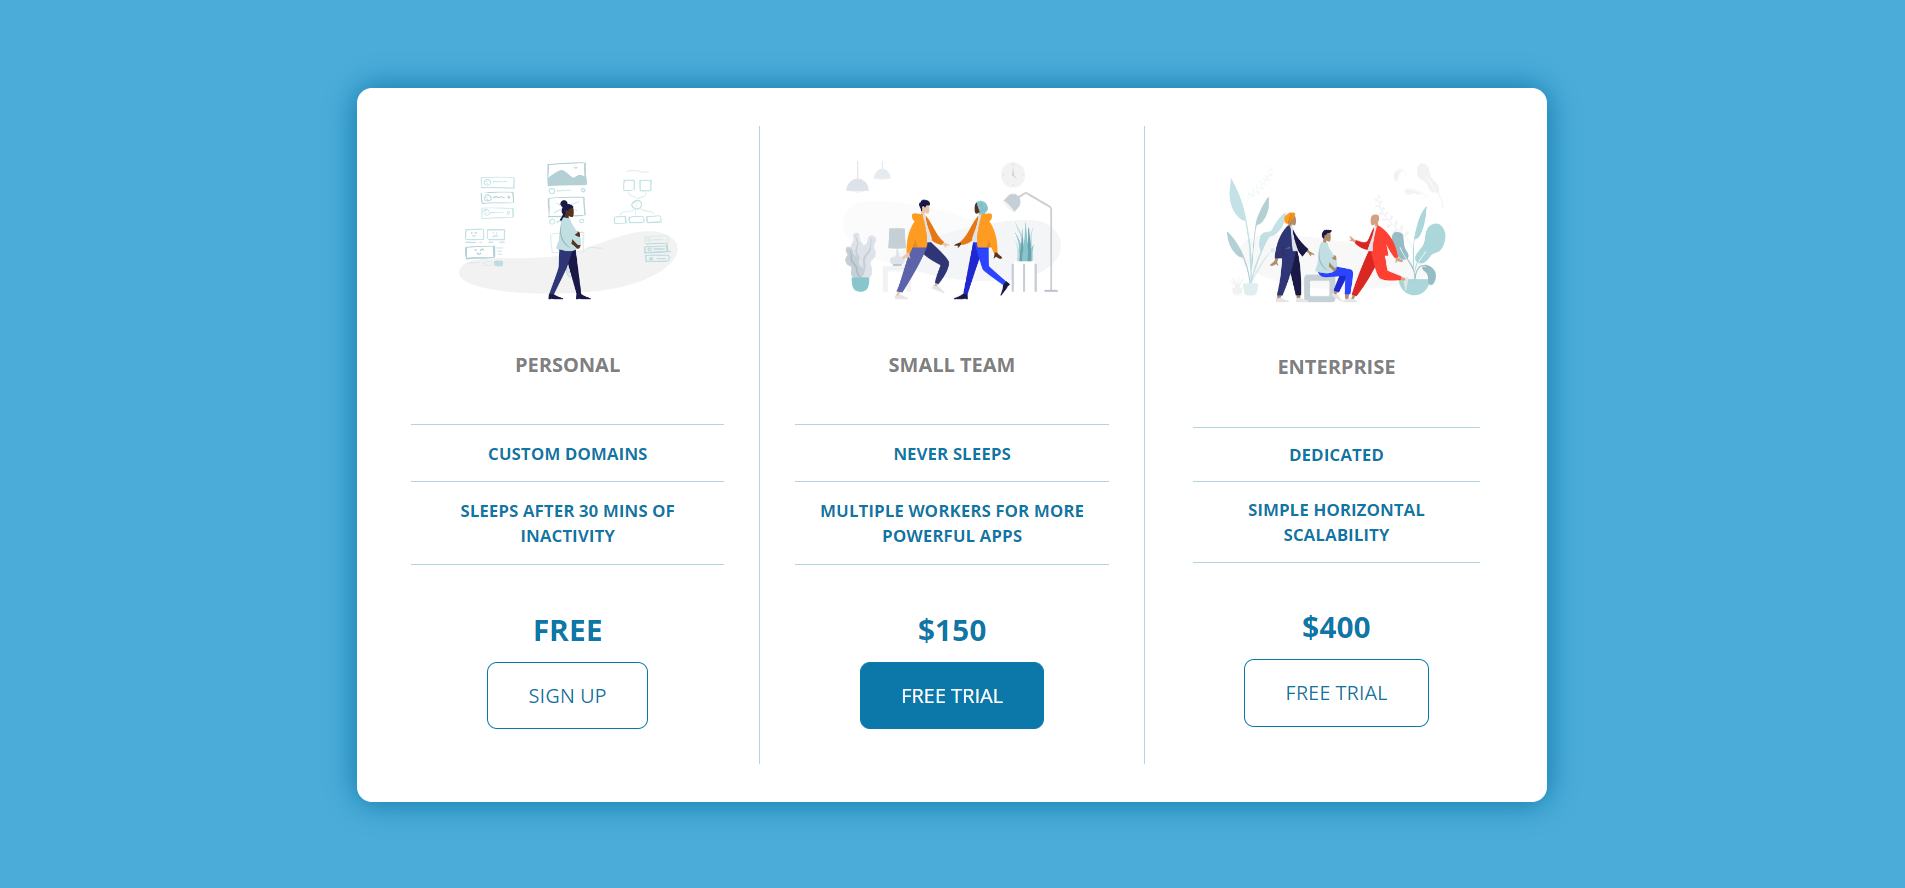 PERSONAL
CUSTOM DOMAINS
SLEEPS AFTER 30 MINS OF
INACTIVITY
FREE
SIGN UP
SMALL TEAM
NEVER SLEEPS
MULTIPLE WORKERS FOR MORE
POWERFUL APPS
$150
FREE TRIAL
ENTERPRISE
DEDICATED
SIMPLE HORIZONTAL
SCALABILITY
$400
FREE TRIAL